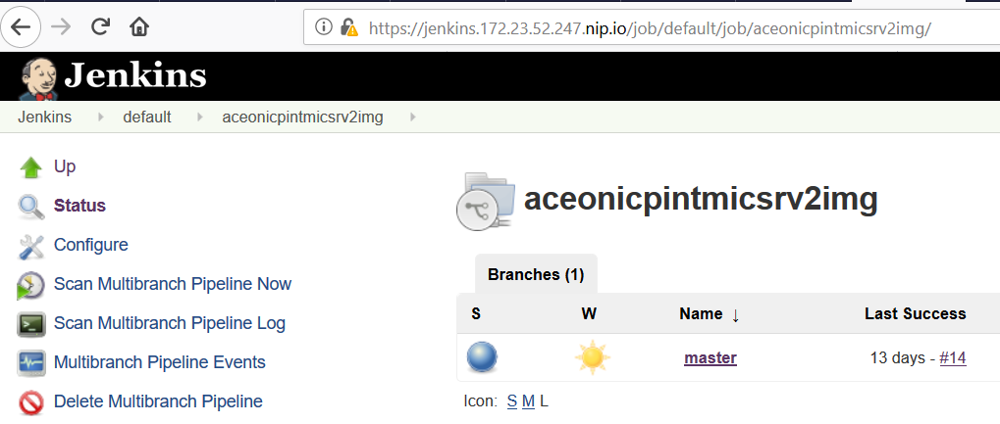 https://jenkins.172.23.52.247.nip.io/job/default/job/aceonicpintmicsrv2img/
Jenkins
Jenkins default aceonicpintmicsrv2img
Up
Status
Configure
Scan Multibranch Pipeline Now
Scan Multibranch Pipeline Log
Multibranch Pipeline Events
Delete Multibranch Pipeline
aceonicpintmicsrv2img
Branches (1)
S W Name ↓ Last Success
master 13 days - #14
Icon: S M L